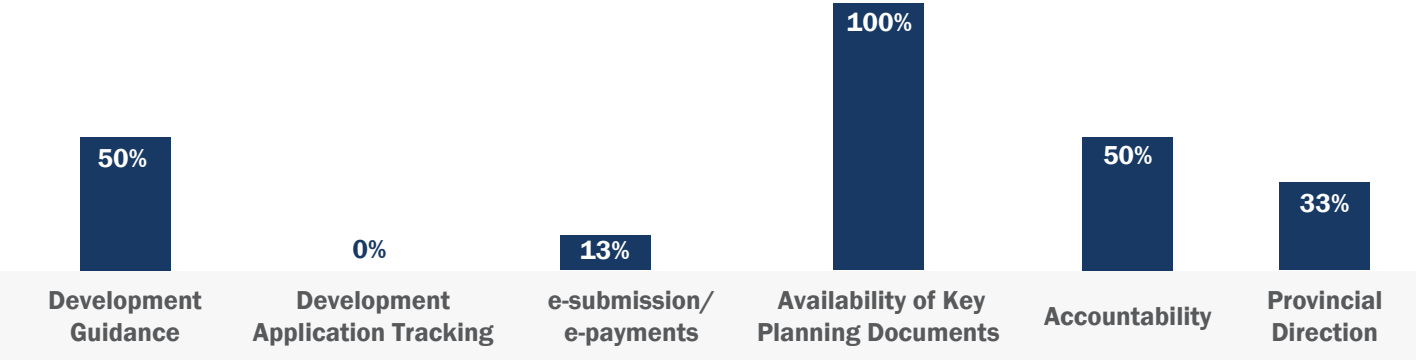 100%
50%
50%
33%
0%
13%
Development
Guidance
Development
Application Tracking
e-submission/
e-payments
Availability of Key
Planning Documents
Accountability
Provincial
Direction